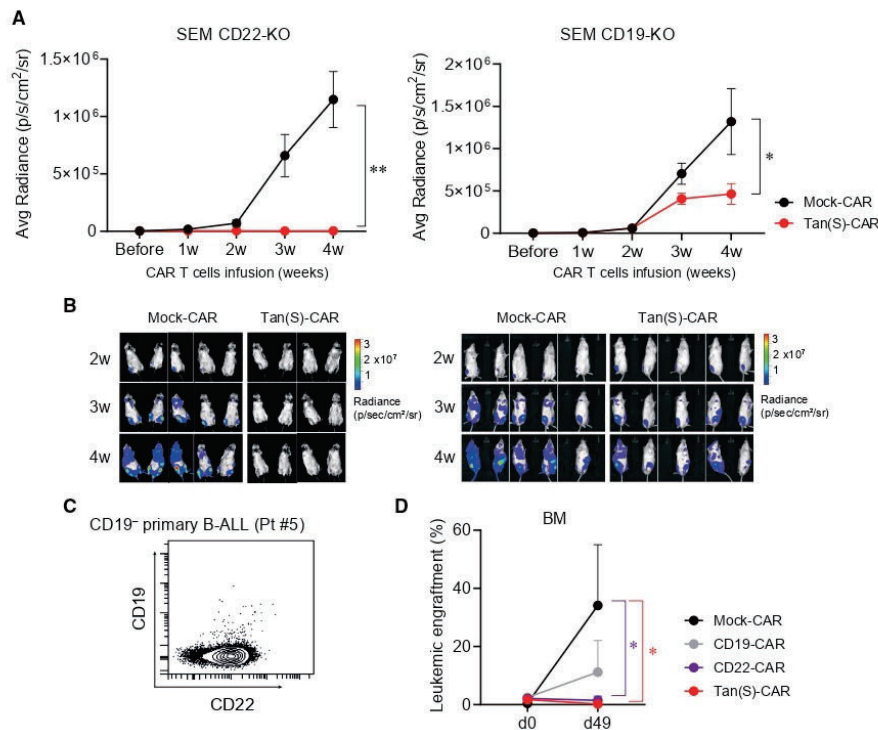 A
SEM CD22-KO
Avg Radiance (p/s/cm²/sr)
1.5×10⁶
1.0×10⁶
5×10⁵
0
Before 1w 2w 3w 4w
CAR T cells infusion (weeks)
**
SEM CD19-KO
Avg Radiance (p/s/cm²/sr)
2×10⁶
1.5×10⁶
1×10⁶
5×10⁵
0
Before 1w 2w 3w 4w
CAR T cells infusion (weeks)
*
Mock-CAR
Tan(S)-CAR
B
Mock-CAR Tan(S)-CAR
2w
3w
4w
3
2 x10⁷
1
Radiance
(p/sec/cm²/sr)
Mock-CAR Tan(S)-CAR
2w
3w
4w
3
2 x10⁷
1
Radiance
(p/sec/cm²/sr)
C
CD19⁻ primary B-ALL (Pt #5)
CD19
CD22
D
BM
Leukemic engraftment (%)
60
40
20
0
d0 d49
* *
Mock-CAR
CD19-CAR
CD22-CAR
Tan(S)-CAR